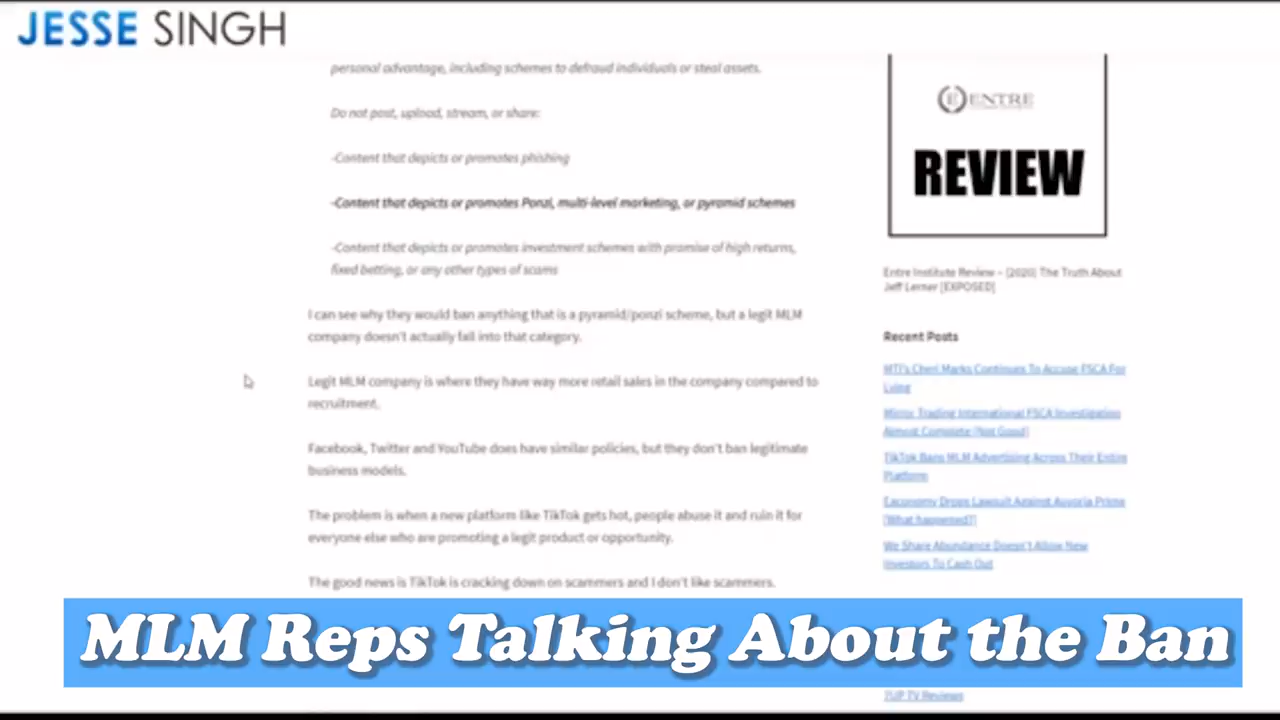 JESSE SINGH
personal advantage, including schemes to defraud individuals or steal assets.
Do not post, upload, stream, or share:
-Content that depicts or promotes phishing
-Content that depicts or promotes Ponzi, multi-level marketing, or pyramid schemes
-Content that depicts or promotes investment schemes with promise of high returns,
fixed betting, or any other types of scams
I can see why they would ban anything that is a pyramid/ponzi scheme, but a legit MLM
company doesn't actually fall into that category.
Legit MLM company is where they have way more retail sales in the company compared to
recruitment.
Facebook, Twitter and YouTube does have similar policies, but they don't ban legitimate
business models.
The problem is when a new platform like TikTok gets hot, people abuse it and ruin it for
everyone else who are promoting a legit product or opportunity.
The good news is TikTok is cracking down on scammers and I don't like scammers.
ENTRE
REVIEW
Entre Institute Review – [2020] The Truth About
Jeff Lerner [EXPOSED]
Recent Posts
MTI's Cheri Marks Continues To Accuse FSCA For
Lying
Mirror Trading International FSCA Investigation
Almost Complete [Not Good]
TikTok Bans MLM Advertising Across Their Entire
Platform
Eaconomy Drops Lawsuit Against Auvoria Prime
[What happened?]
We Share Abundance Doesn't Allow New
Investors To Cash Out
7UP TV Reviews
MLM Reps Talking About the Ban